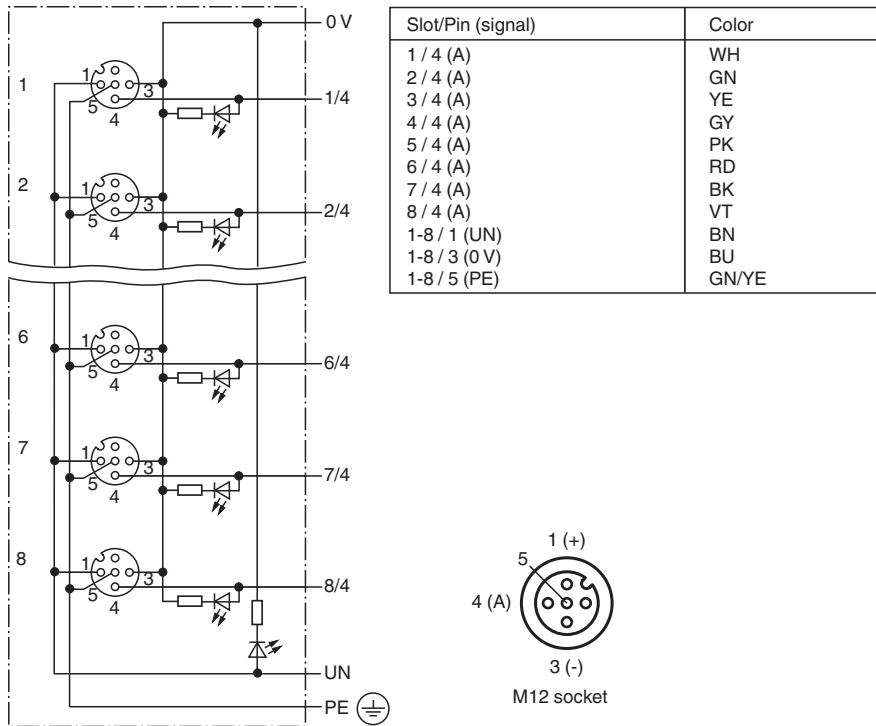 0 V
1
1
3
5
4
1/4
2
1
3
5
4
2/4
6
1
3
5
4
6/4
7
1
3
5
4
7/4
8
1
3
5
4
8/4
UN
PE
Slot/Pin (signal) Color
1 / 4 (A) WH
2 / 4 (A) GN
3 / 4 (A) YE
4 / 4 (A) GY
5 / 4 (A) PK
6 / 4 (A) RD
7 / 4 (A) BK
8 / 4 (A) VT
1-8 / 1 (UN) BN
1-8 / 3 (0 V) BU
1-8 / 5 (PE) GN/YE
1 (+)
5
4 (A)
3 (-)
M12 socket